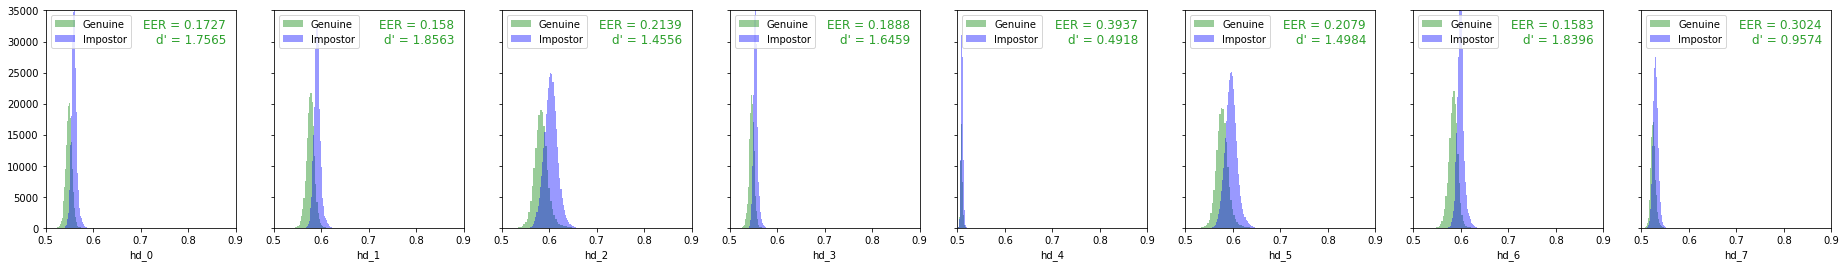 35000
30000
25000
20000
15000
10000
5000
0
Genuine
Impostor
EER = 0.1727
d' = 1.7565
0.5 0.6 0.7 0.8 0.9
hd_0
Genuine
Impostor
EER = 0.158
d' = 1.8563
0.5 0.6 0.7 0.8 0.9
hd_1
Genuine
Impostor
EER = 0.2139
d' = 1.4556
0.5 0.6 0.7 0.8 0.9
hd_2
Genuine
Impostor
EER = 0.1888
d' = 1.6459
0.5 0.6 0.7 0.8 0.9
hd_3
Genuine
Impostor
EER = 0.3937
d' = 0.4918
0.5 0.6 0.7 0.8 0.9
hd_4
Genuine
Impostor
EER = 0.2079
d' = 1.4984
0.5 0.6 0.7 0.8 0.9
hd_5
Genuine
Impostor
EER = 0.1583
d' = 1.8396
0.5 0.6 0.7 0.8 0.9
hd_6
Genuine
Impostor
EER = 0.3024
d' = 0.9574
0.5 0.6 0.7 0.8 0.9
hd_7